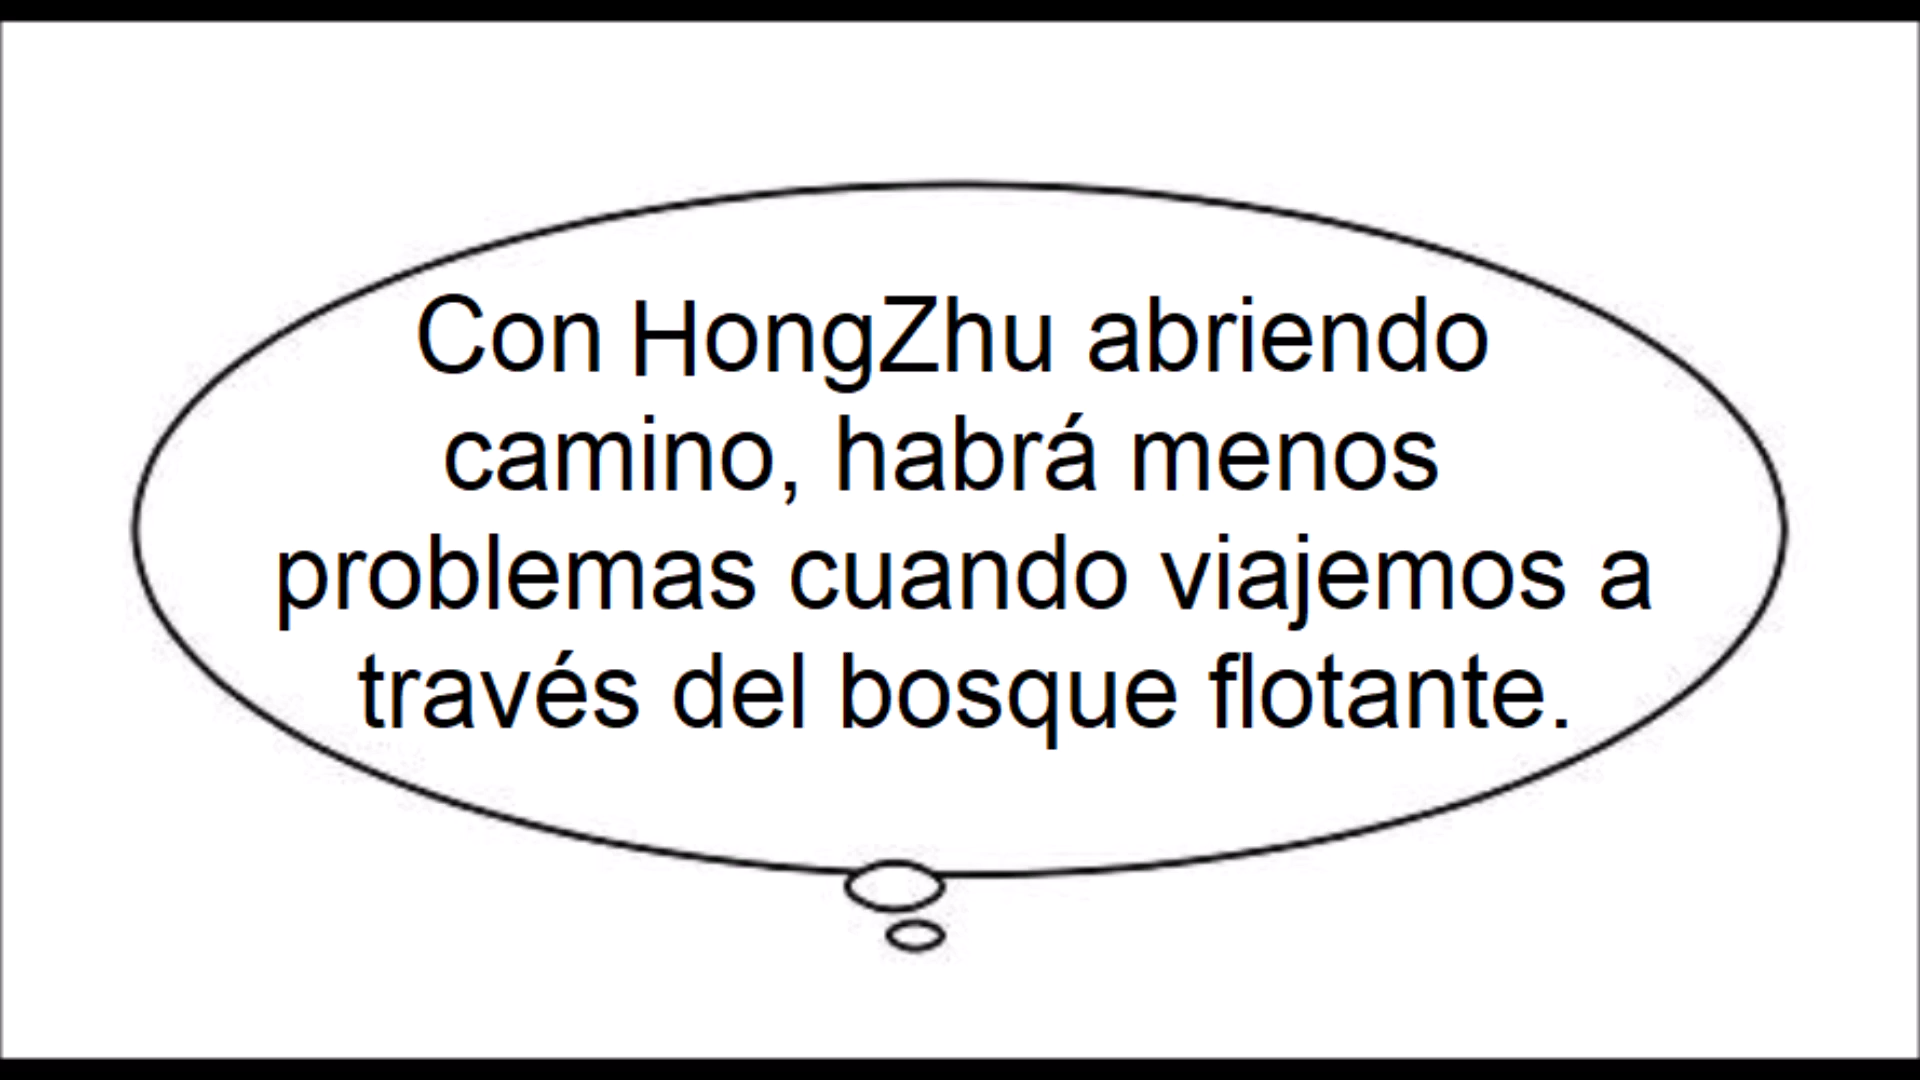 Con HongZhu abriendo
camino, habrá menos
problemas cuando viajemos a
través del bosque flotante.